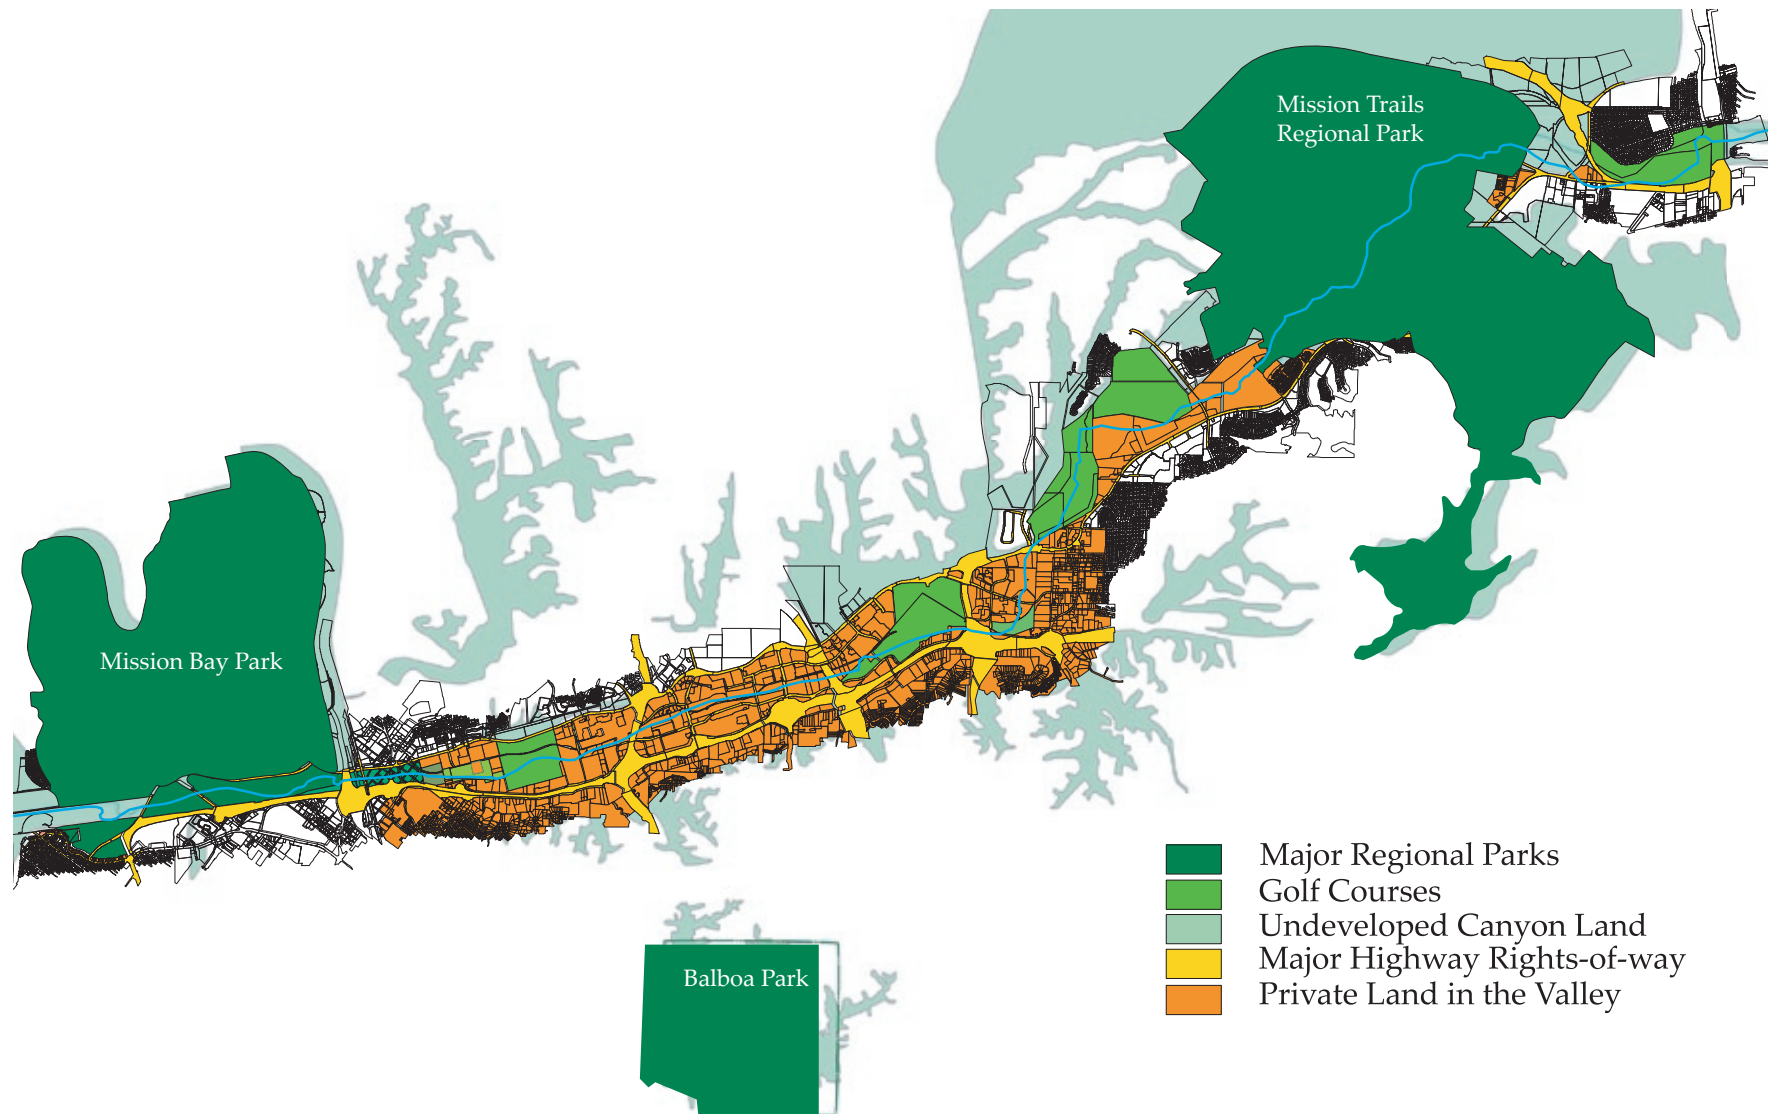 Mission Trails
Regional Park
Mission Bay Park
Major Regional Parks
Golf Courses
Undeveloped Canyon Land
Major Highway Rights-of-way
Private Land in the Valley
Balboa Park